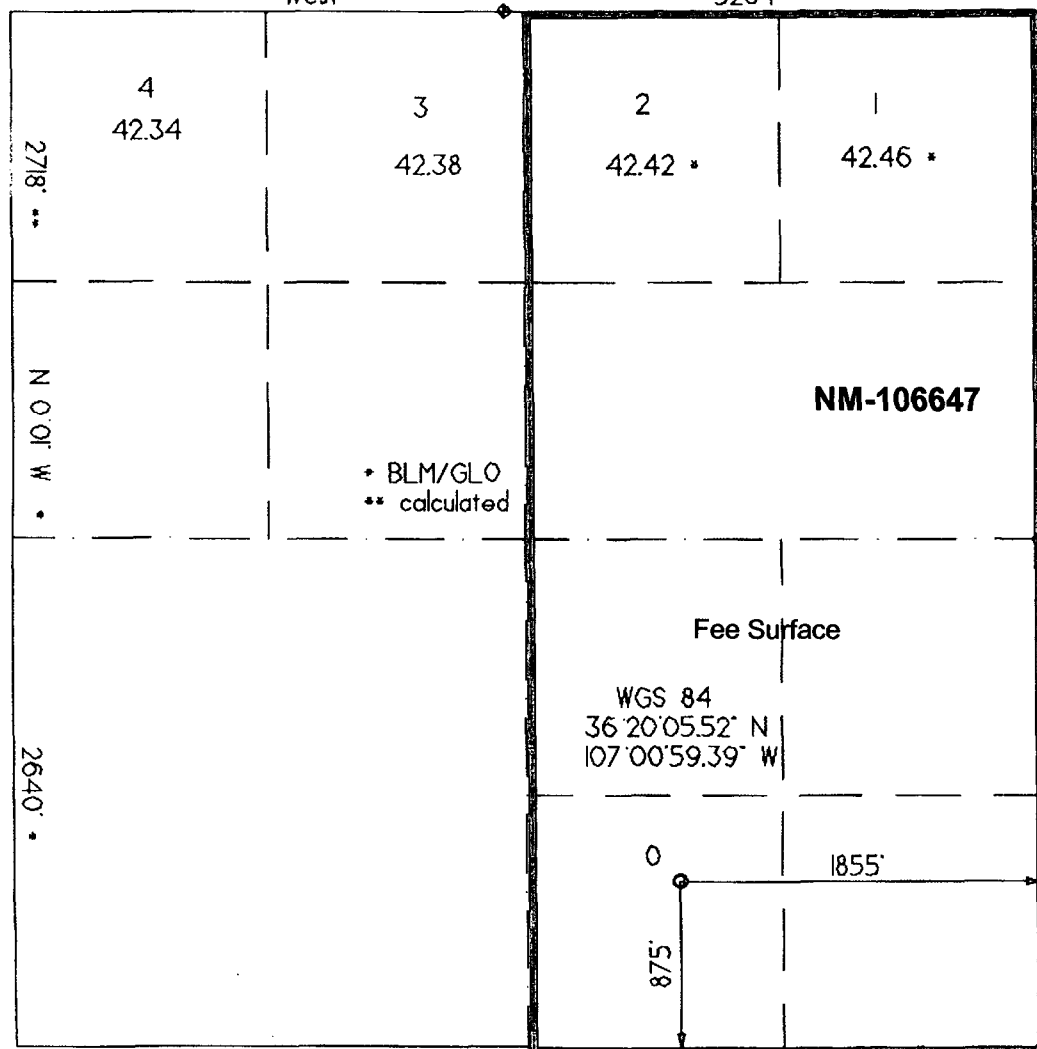 4
42.34
3
42.38
2
42.42 *
1
42.46 *
2718' **
N 0°01' W *
2640' *
* BLM/GLO
** calculated
NM-106647
Fee Surface
WGS 84
36°20'05.52" N
107°00'59.39" W
O
1855'
875'